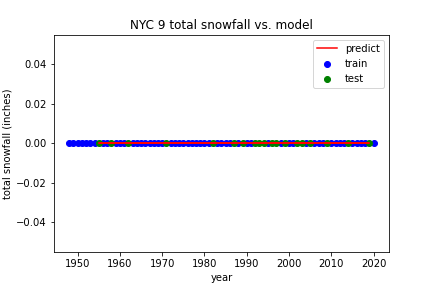 NYC 9 total snowfall vs. model
predict
train
test
0.04
0.02
0.00
−0.02
−0.04
total snowfall (inches)
1950 1960 1970 1980 1990 2000 2010 2020
year